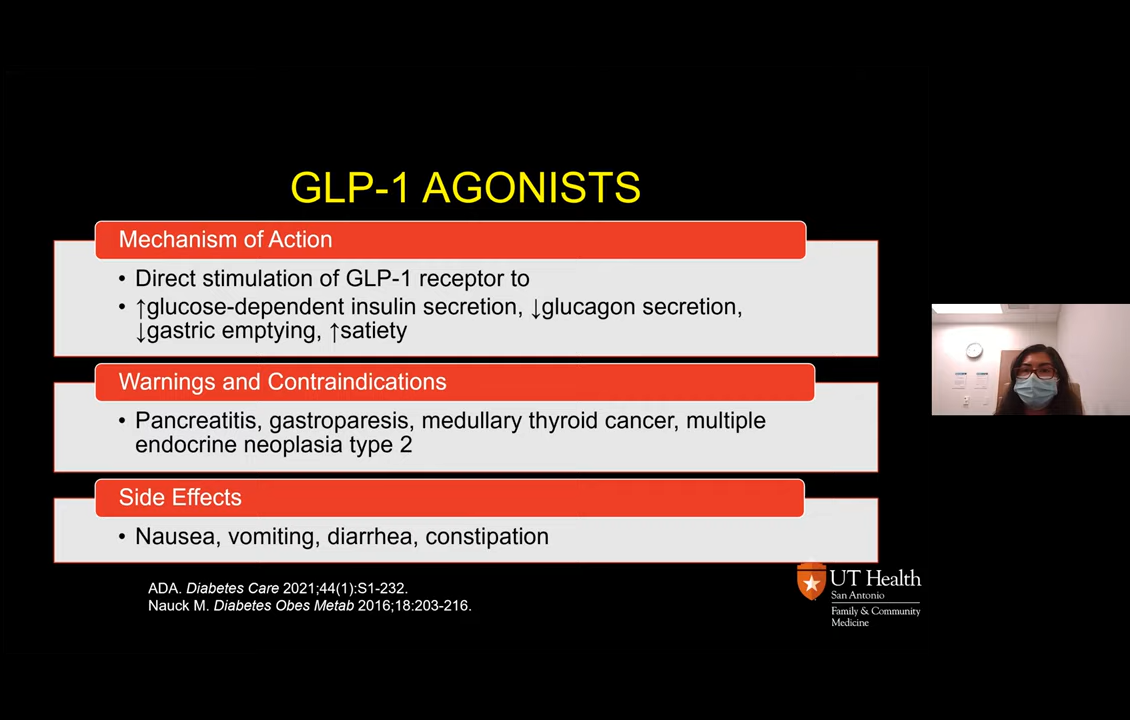 GLP-1 AGONISTS
Mechanism of Action
• Direct stimulation of GLP-1 receptor to
• ↑glucose-dependent insulin secretion, ↓glucagon secretion,
↓gastric emptying, ↑satiety
Warnings and Contraindications
• Pancreatitis, gastroparesis, medullary thyroid cancer, multiple
endocrine neoplasia type 2
Side Effects
• Nausea, vomiting, diarrhea, constipation
ADA. Diabetes Care 2021;44(1):S1-232.
Nauck M. Diabetes Obes Metab 2016;18:203-216.
UT Health
San Antonio
Family & Community
Medicine